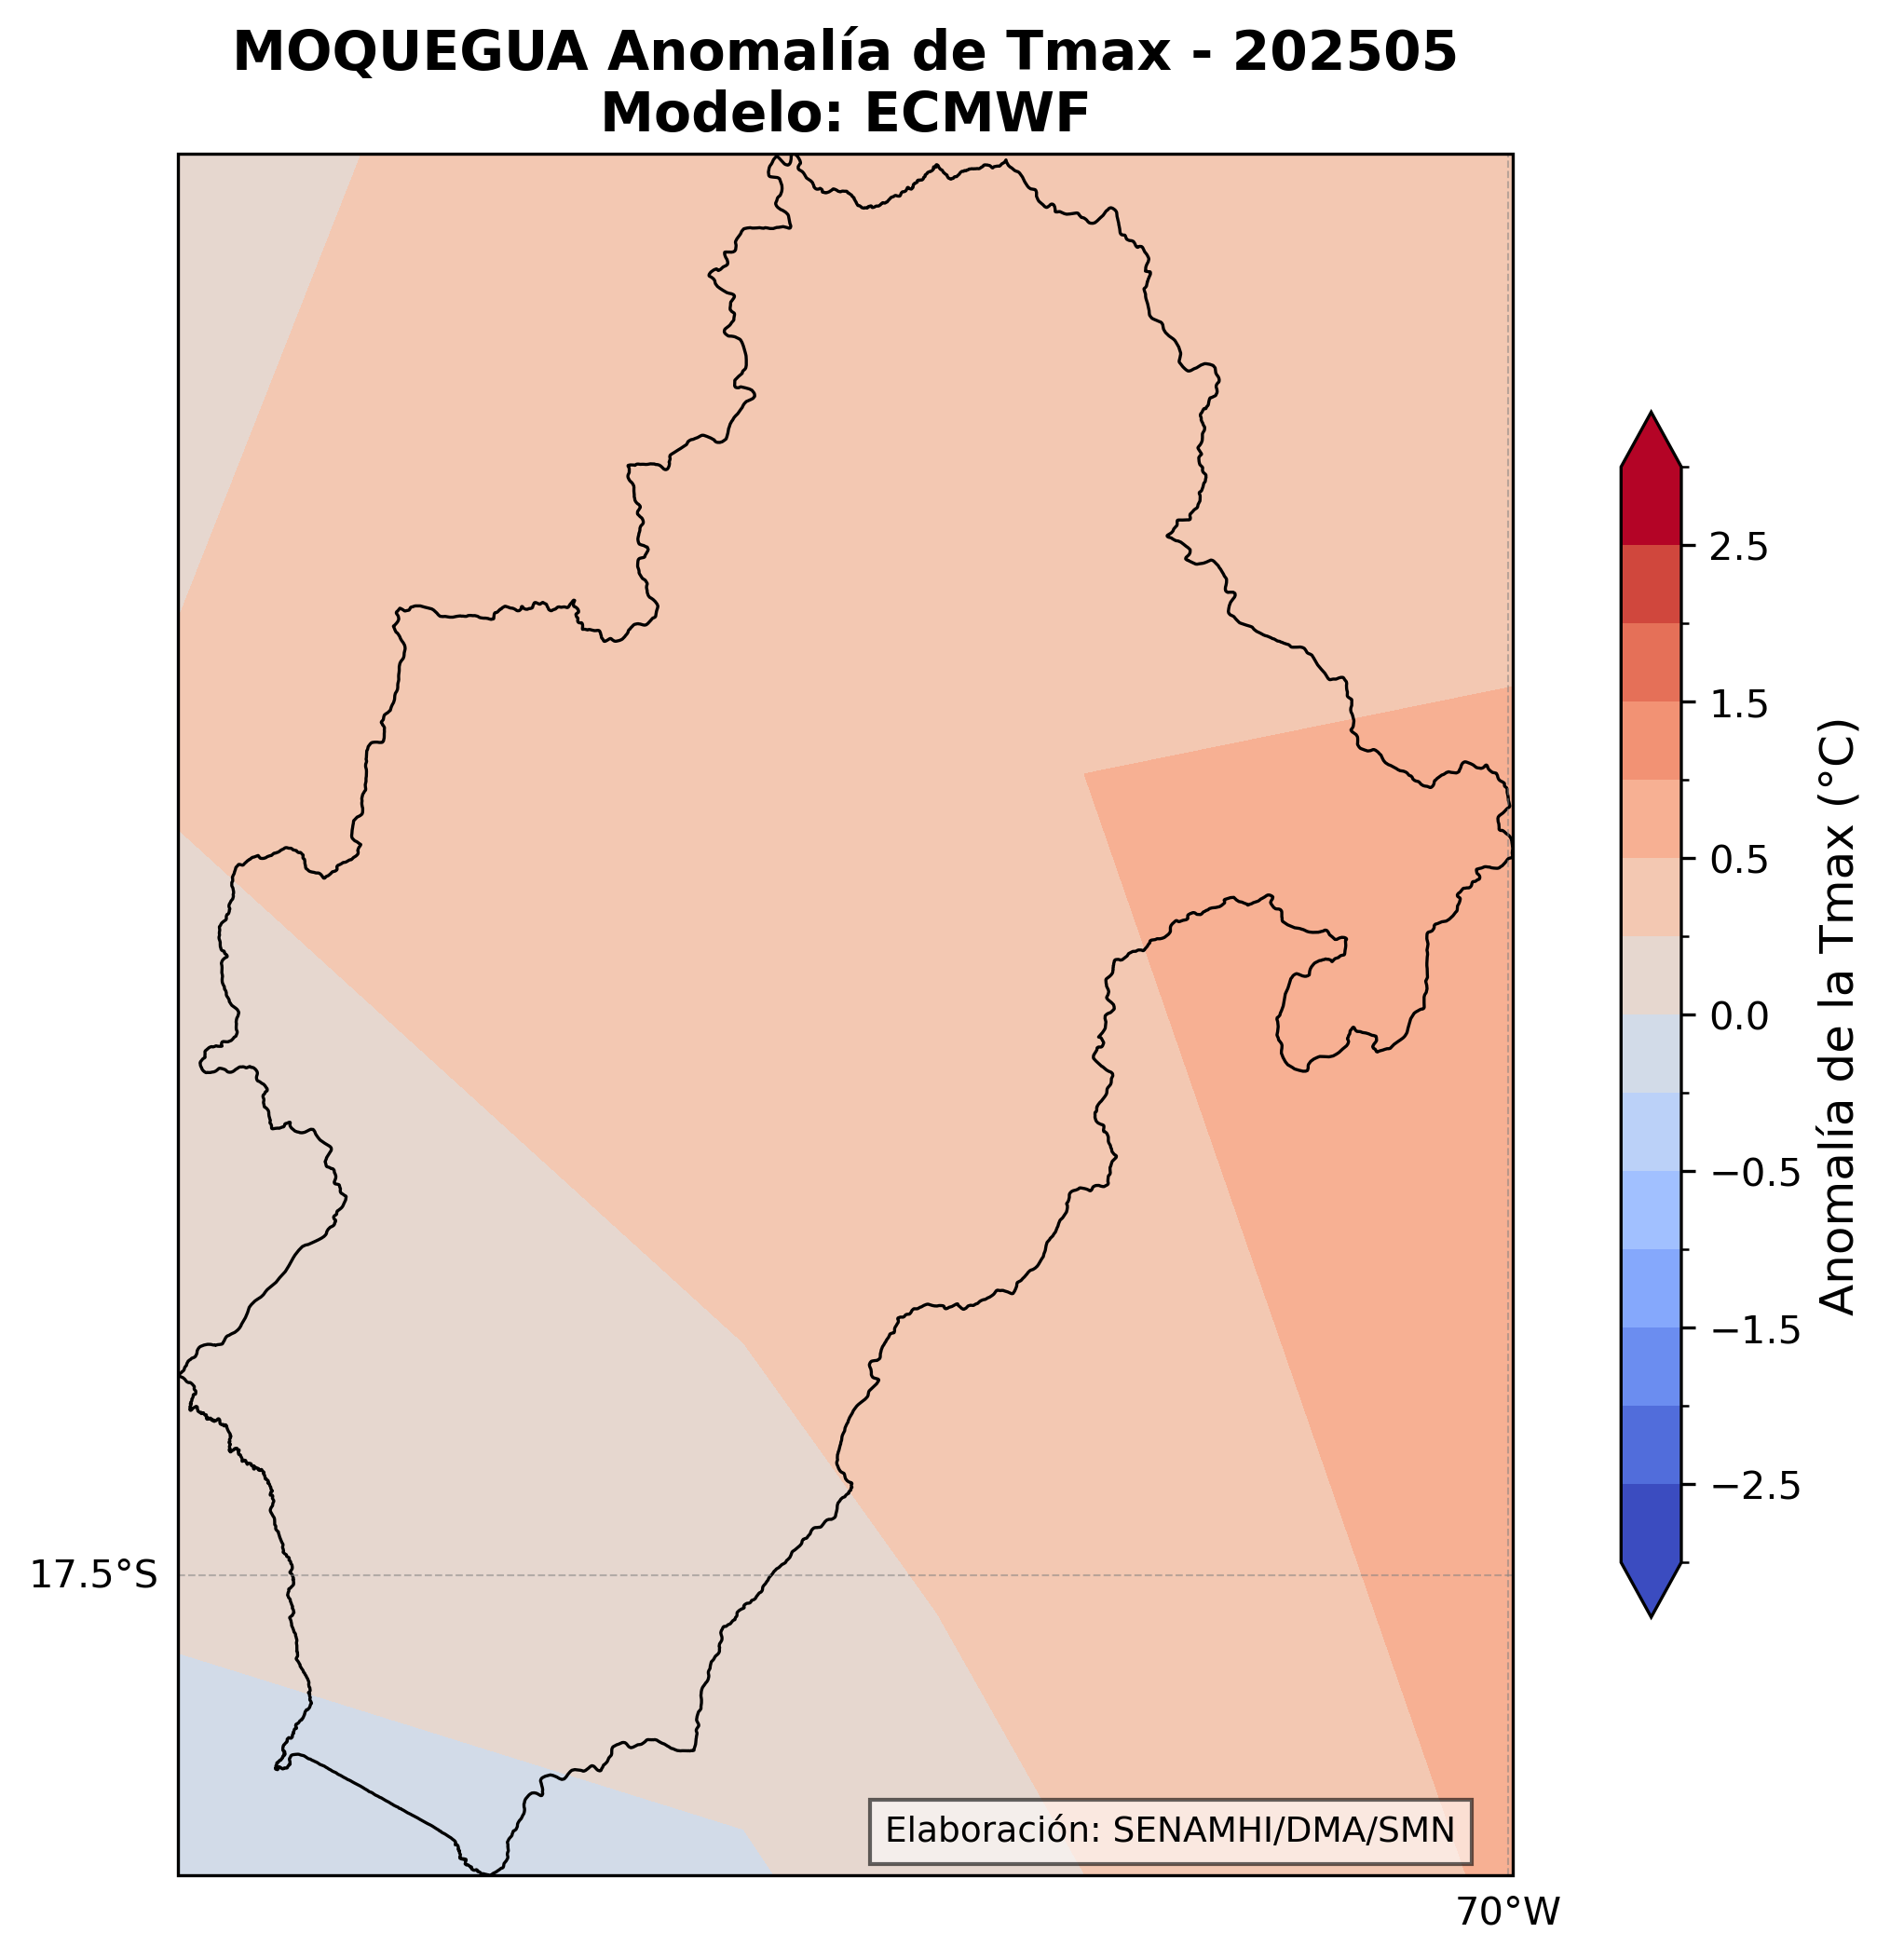 MOQUEGUA Anomalía de Tmax - 202505
Modelo: ECMWF
2.5
1.5
0.5
0.0
−0.5
−1.5
−2.5
Anomalía de la Tmax (°C)
17.5°S
Elaboración: SENAMHI/DMA/SMN
70°W